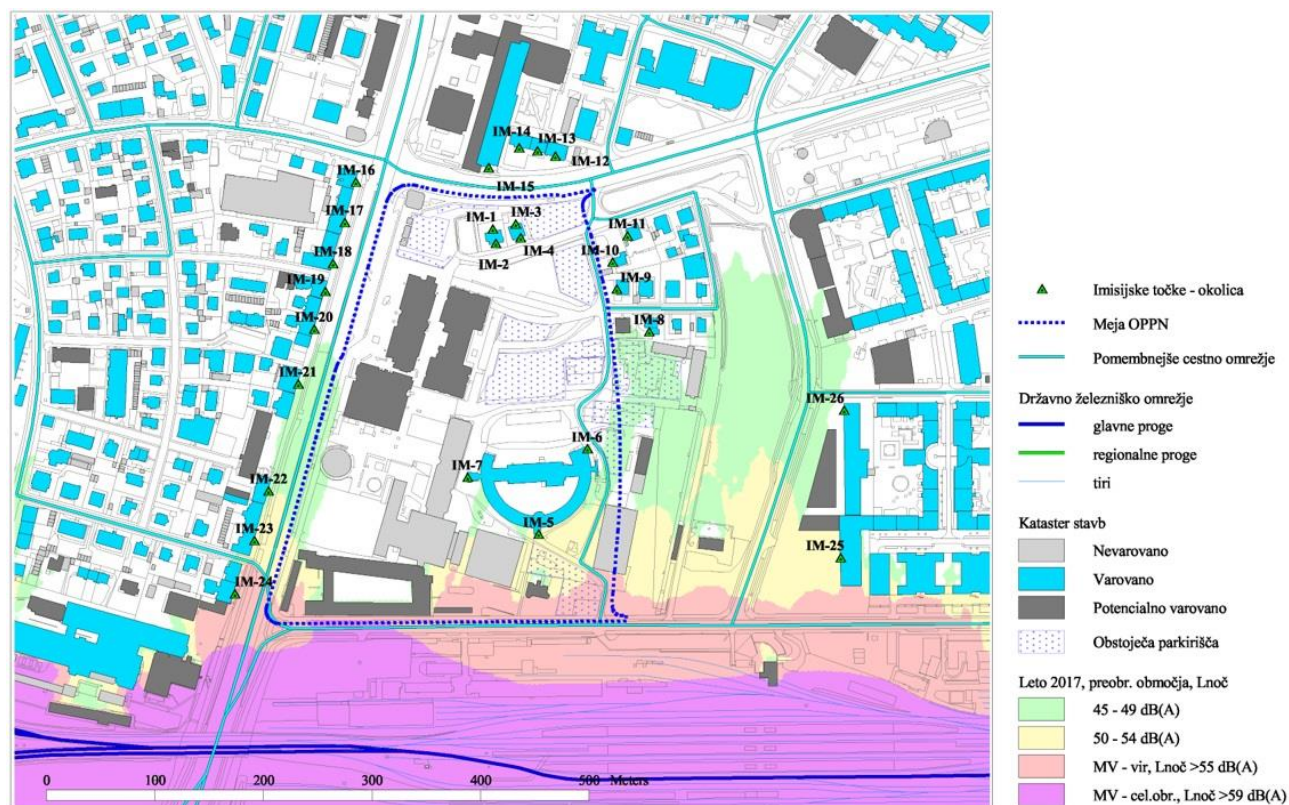 IM-14
IM-13
IM-12
IM-16
IM-15
IM-17
IM-1
IM-3
IM-11
IM-2
IM-4
IM-10
IM-18
IM-19
IM-9
IM-20
IM-8
IM-21
IM-26
IM-6
IM-7
IM-22
IM-5
IM-23
IM-25
IM-24
0 100 200 300 400 500 Meters
Imisijske točke - okolica
Meja OPPN
Pomembnejše cestno omrežje
Državno železniško omrežje
glavne proge
regionalne proge
tiri
Kataster stavb
Nevarovano
Varovano
Potencialno varovano
Obstoječa parkirišča
Leto 2017, preobr. območja, Lnoč
45 - 49 dB(A)
50 - 54 dB(A)
MV - vir, Lnoč >55 dB(A)
MV - cel.obr., Lnoč >59 dB(A)